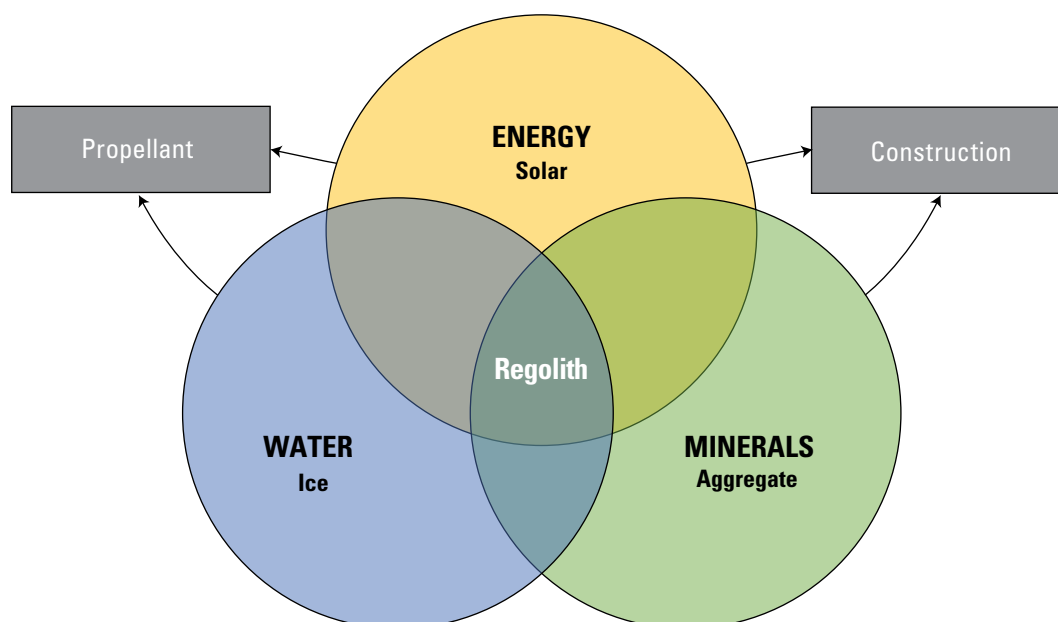 ENERGY
Solar
Propellant
Construction
Regolith
WATER
Ice
MINERALS
Aggregate